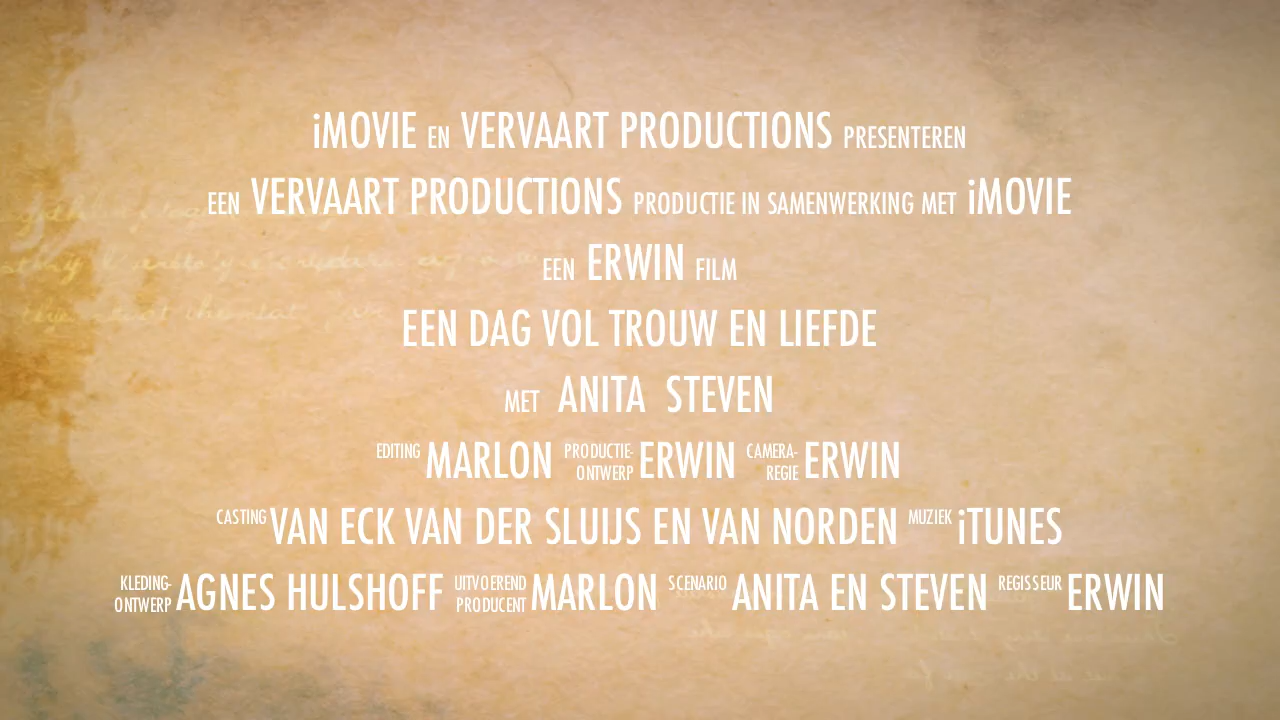 iMOVIE EN VERVAART PRODUCTIONS PRESENTEREN
EEN VERVAART PRODUCTIONS PRODUCTIE IN SAMENWERKING MET iMOVIE
EEN ERWIN FILM
EEN DAG VOL TROUW EN LIEFDE
MET ANITA STEVEN
EDITING MARLON PRODUCTIE-ONTWERP ERWIN CAMERA-REGIE ERWIN
CASTING VAN ECK VAN DER SLUIJS EN VAN NORDEN MUZIEK iTUNES
KLEDING-ONTWERP AGNES HULSHOFF UITVOEREND PRODUCENT MARLON SCENARIO ANITA EN STEVEN REGISSEUR ERWIN